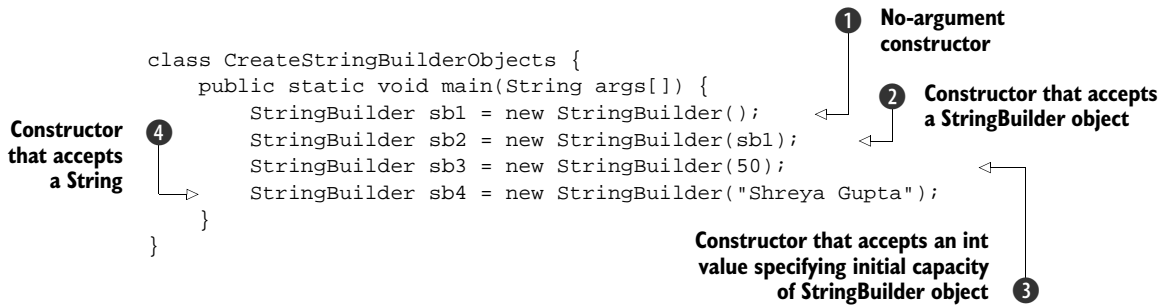 1 No-argument
constructor
class CreateStringBuilderObjects {
public static void main(String args[]) {
StringBuilder sb1 = new StringBuilder();
2 Constructor that accepts
a StringBuilder object
StringBuilder sb2 = new StringBuilder(sb1);
StringBuilder sb3 = new StringBuilder(50);
Constructor 4
that accepts
a String
StringBuilder sb4 = new StringBuilder("Shreya Gupta");
}
}
Constructor that accepts an int
value specifying initial capacity
of StringBuilder object 3